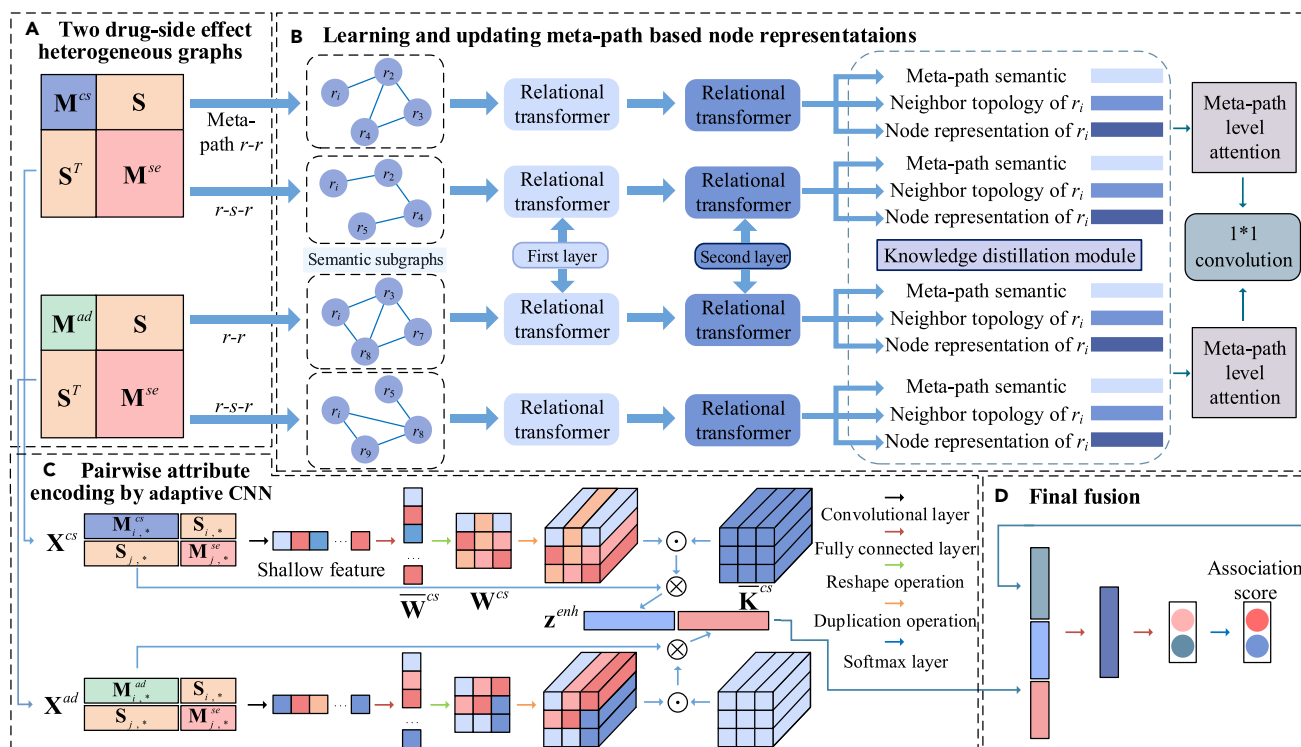 A Two drug-side effect
heterogeneous graphs
M^cs S
S^T M^se
M^ad S
S^T M^se
B Learning and updating meta-path based node representataions
Meta-
path r-r
r-s-r
r-r
r-s-r
r_i r_2 r_3 r_4
r_i r_2 r_4 r_5
Semantic subgraphs
r_i r_3 r_7 r_8
r_5 r_i r_8 r_9
Relational
transformer
Relational
transformer
Relational
transformer
Relational
transformer
First layer
Second layer
Relational
transformer
Relational
transformer
Relational
transformer
Relational
transformer
Meta-path semantic
Neighbor topology of r_i
Node representation of r_i
Meta-path semantic
Neighbor topology of r_i
Node representation of r_i
Knowledge distillation module
Meta-path semantic
Neighbor topology of r_i
Node representation of r_i
Meta-path semantic
Neighbor topology of r_i
Node representation of r_i
Meta-path
level
attention
1*1
convolution
Meta-path
level
attention
C Pairwise attribute
encoding by adaptive CNN
X^cs
M^cs_i,* S_i,*
S_j,* M^se_j,*
Shallow feature
...
...
W̅^cs
W^cs
K̅^cs
z^enh
X^ad
M^ad_i,* S_i,*
S_j,* M^se_j,*
...
...
Convolutional layer
Fully connected layer
Reshape operation
Duplication operation
Softmax layer
D Final fusion
Association
score